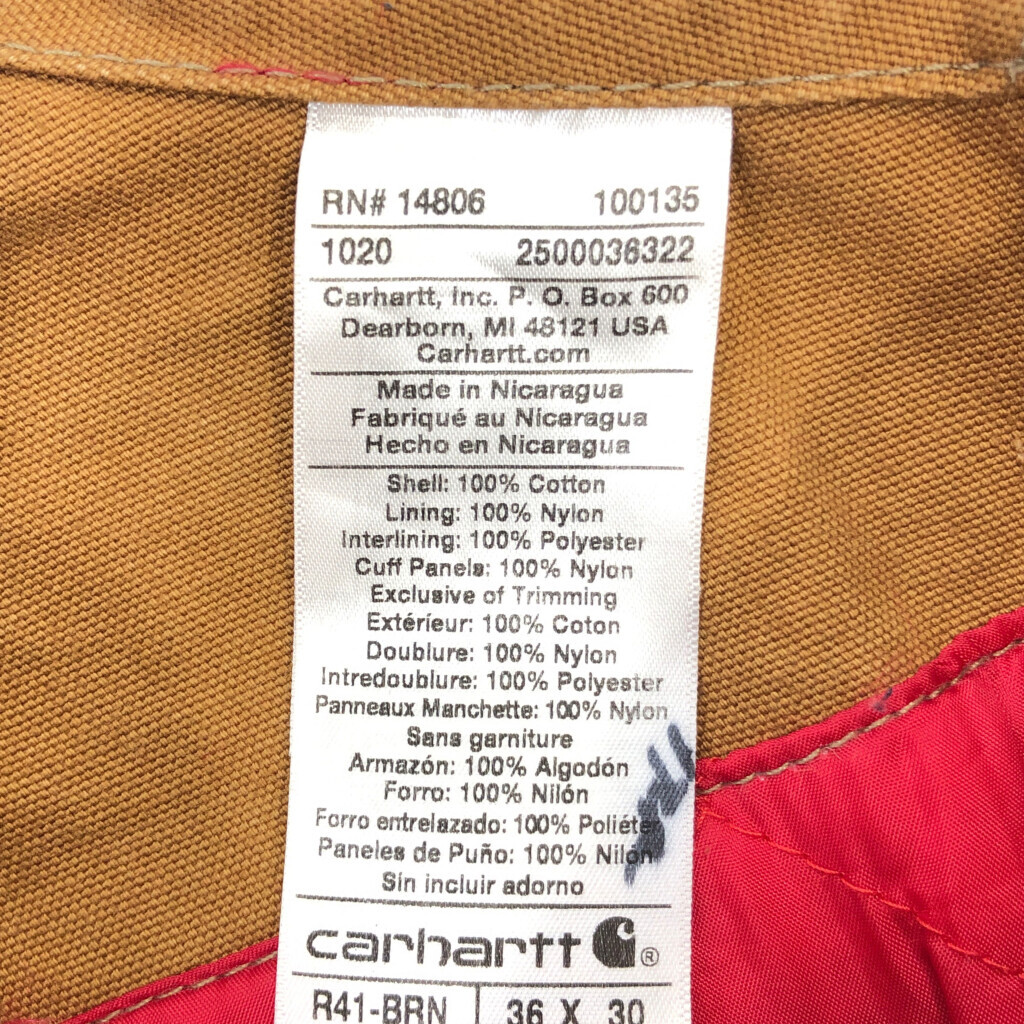 RN# 14806 100135
1020 2500036322
Carhartt, Inc. P. O. Box 600
Dearborn, MI 48121 USA
Carhartt.com
Made in Nicaragua
Fabriqué au Nicaragua
Hecho en Nicaragua
Shell: 100% Cotton
Lining: 100% Nylon
Interlining: 100% Polyester
Cuff Panels: 100% Nylon
Exclusive of Trimming
Extérieur: 100% Coton
Doublure: 100% Nylon
Intredoublure: 100% Polyester
Panneaux Manchette: 100% Nylon
Sans garniture
Armazón: 100% Algodón
Forro: 100% Nilón
Forro entrelazado: 100%
Paneles de Puño: 100% Nilón
Sin incluir adorno
carhartt ®
R41-BRN 36 X 30